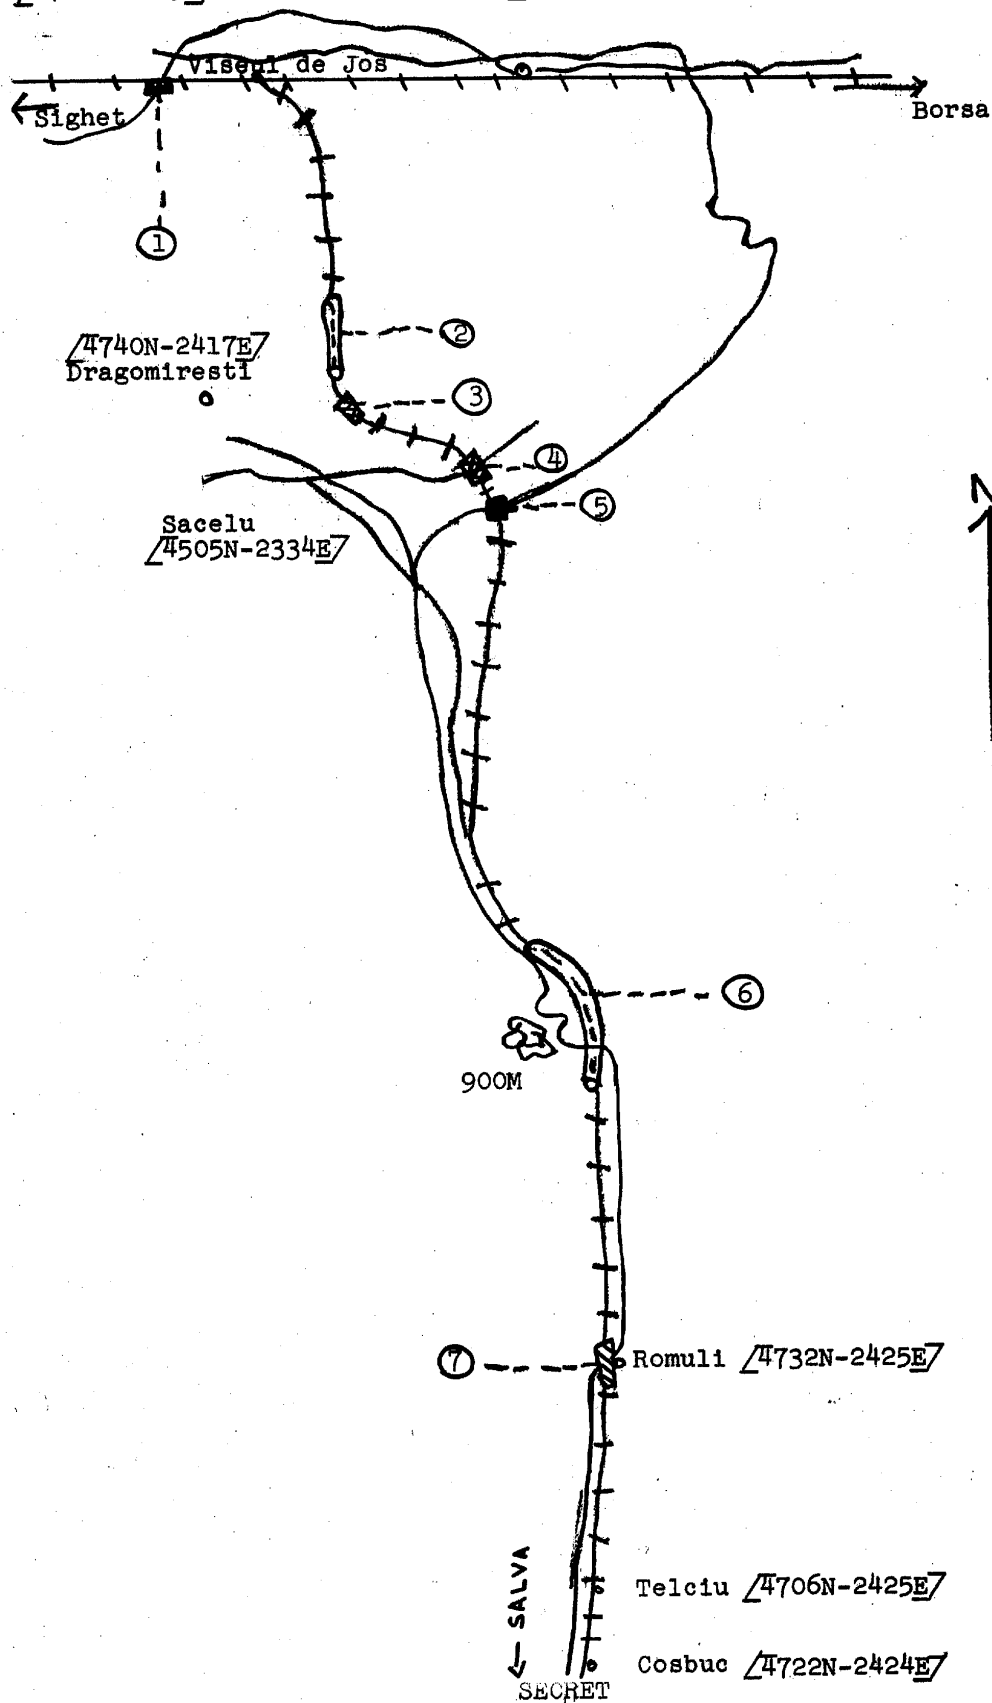 Viseul de Jos
Sighet
Borsa
1
2
[4740N-2417E]
Dragomiresti
3
4
5
Sacelu
[4505N-2334E]
N
6
900M
7
Romuli [4732N-2425E]
Telciu [4706N-2425E]
← SALVA
Cosbuc [4722N-2424E]
SECRET